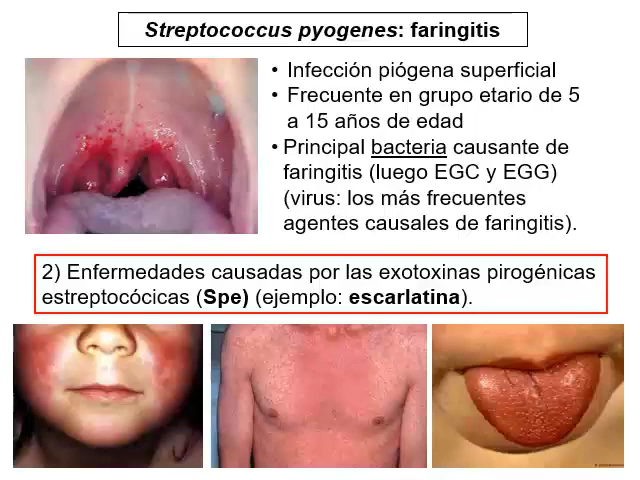 Streptococcus pyogenes: faringitis
• Infección piógena superficial
• Frecuente en grupo etario de 5
a 15 años de edad
• Principal bacteria causante de
faringitis (luego EGC y EGG)
(virus: los más frecuentes
agentes causales de faringitis).
2) Enfermedades causadas por las exotoxinas pirogénicas
estreptocócicas (Spe) (ejemplo: escarlatina).